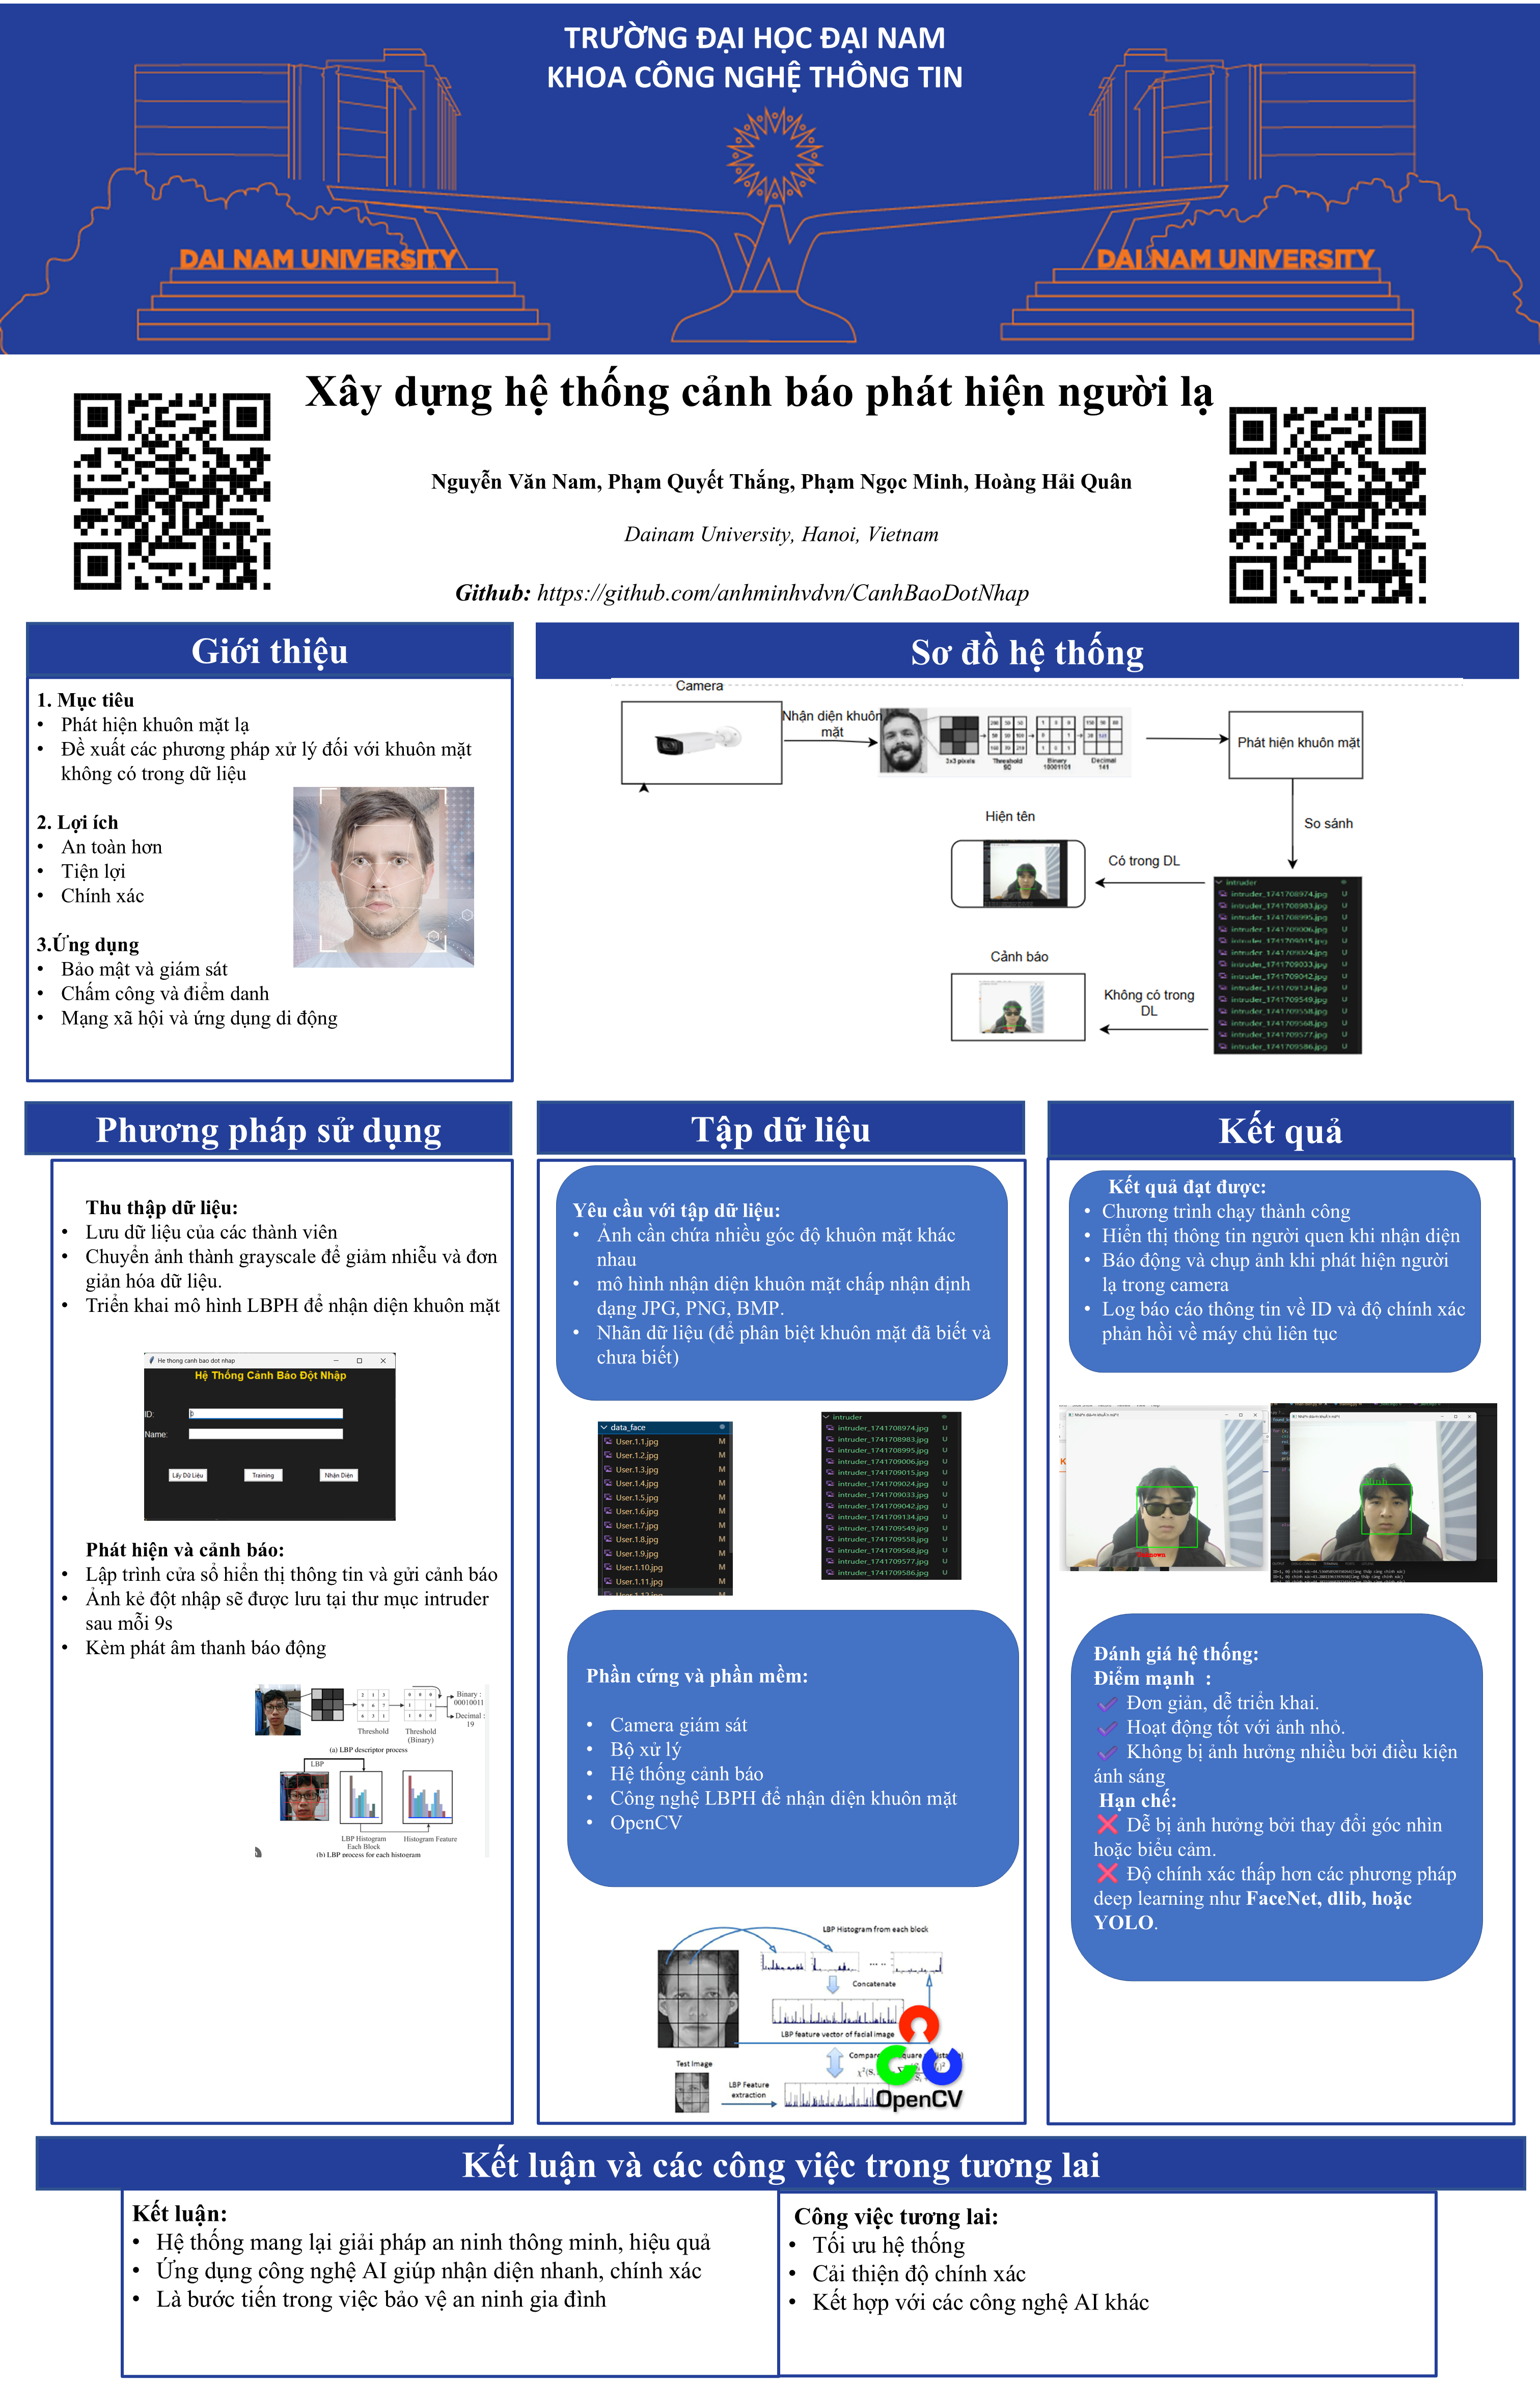 TRƯỜNG ĐẠI HỌC ĐẠI NAM
KHOA CÔNG NGHỆ THÔNG TIN
DAI NAM UNIVERSITY
DAI NAM UNIVERSITY
Xây dựng hệ thống cảnh báo phát hiện người lạ
Nguyễn Văn Nam, Phạm Quyết Thắng, Phạm Ngọc Minh, Hoàng Hải Quân
Dainam University, Hanoi, Vietnam
Github: https://github.com/anhminhvdvn/CanhBaoDotNhap
Giới thiệu
1. Mục tiêu
• Phát hiện khuôn mặt lạ
• Đề xuất các phương pháp xử lý đối với khuôn mặt
không có trong dữ liệu
2. Lợi ích
• An toàn hơn
• Tiện lợi
• Chính xác
3.Ứng dụng
• Bảo mật và giám sát
• Chấm công và điểm danh
• Mạng xã hội và ứng dụng di động
Sơ đồ hệ thống
Camera
Nhận diện khuôn
mặt
3x3 pixels
Threshold
90
Binary
10001101
Decimal
141
Phát hiện khuôn mặt
So sánh
Hiện tên
Có trong DL
Cảnh báo
Không có trong
DL
intruder
intruder_1741708974.jpg U
intruder_1741708983.jpg U
intruder_1741708995.jpg U
intruder_1741709006.jpg U
intruder_1741709015.jpg U
intruder_1741709024.jpg U
intruder_1741709033.jpg U
intruder_1741709042.jpg U
intruder_1741709134.jpg U
intruder_1741709549.jpg U
intruder_1741709558.jpg U
intruder_1741709568.jpg U
intruder_1741709577.jpg U
intruder_1741709586.jpg U
Phương pháp sử dụng
Thu thập dữ liệu:
• Lưu dữ liệu của các thành viên
• Chuyển ảnh thành grayscale để giảm nhiễu và đơn
giản hóa dữ liệu.
• Triển khai mô hình LBPH để nhận diện khuôn mặt
He thong canh bao dot nhap
Hệ Thống Cảnh Báo Đột Nhập
ID:
0
Name:
Lấy Dữ Liệu
Training
Nhận Diện
Phát hiện và cảnh báo:
• Lập trình cửa sổ hiển thị thông tin và gửi cảnh báo
• Ảnh kẻ đột nhập sẽ được lưu tại thư mục intruder
sau mỗi 9s
• Kèm phát âm thanh báo động
Binary :
00010011
Decimal :
19
Threshold
Threshold
(Binary)
(a) LBP descriptor process
LBP
LBP Histogram
Each Block
Histogram Feature
(b) LBP process for each histogram
Tập dữ liệu
Yêu cầu với tập dữ liệu:
• Ảnh cần chứa nhiều góc độ khuôn mặt khác
nhau
• mô hình nhận diện khuôn mặt chấp nhận định
dạng JPG, PNG, BMP.
• Nhãn dữ liệu (để phân biệt khuôn mặt đã biết và
chưa biết)
data_face
User.1.1.jpg M
User.1.2.jpg M
User.1.3.jpg M
User.1.4.jpg M
User.1.5.jpg M
User.1.6.jpg M
User.1.7.jpg M
User.1.8.jpg M
User.1.9.jpg M
User.1.10.jpg M
User.1.11.jpg M
User.1.12.jpg M
intruder
intruder_1741708974.jpg U
intruder_1741708983.jpg U
intruder_1741708995.jpg U
intruder_1741709006.jpg U
intruder_1741709015.jpg U
intruder_1741709024.jpg U
intruder_1741709033.jpg U
intruder_1741709042.jpg U
intruder_1741709134.jpg U
intruder_1741709549.jpg U
intruder_1741709558.jpg U
intruder_1741709568.jpg U
intruder_1741709577.jpg U
intruder_1741709586.jpg U
Phần cứng và phần mềm:
• Camera giám sát
• Bộ xử lý
• Hệ thống cảnh báo
• Công nghệ LBPH để nhận diện khuôn mặt
• OpenCV
LBP Histogram from each block
Concatenate
LBP feature vector of facial image
Test Image
LBP Feature
extraction
OpenCV
Kết quả
Kết quả đạt được:
• Chương trình chạy thành công
• Hiển thị thông tin người quen khi nhận diện
• Báo động và chụp ảnh khi phát hiện người
lạ trong camera
• Log báo cáo thông tin về ID và độ chính xác
phản hồi về máy chủ liên tục
Unknown
Minh
Đánh giá hệ thống:
Điểm mạnh :
✔ Đơn giản, dễ triển khai.
✔ Hoạt động tốt với ảnh nhỏ.
✔ Không bị ảnh hưởng nhiều bởi điều kiện
ánh sáng
Hạn chế:
❌ Dễ bị ảnh hưởng bởi thay đổi góc nhìn
hoặc biểu cảm.
❌ Độ chính xác thấp hơn các phương pháp
deep learning như FaceNet, dlib, hoặc
YOLO.
Kết luận và các công việc trong tương lai
Kết luận:
• Hệ thống mang lại giải pháp an ninh thông minh, hiệu quả
• Ứng dụng công nghệ AI giúp nhận diện nhanh, chính xác
• Là bước tiến trong việc bảo vệ an ninh gia đình
Công việc tương lai:
• Tối ưu hệ thống
• Cải thiện độ chính xác
• Kết hợp với các công nghệ AI khác